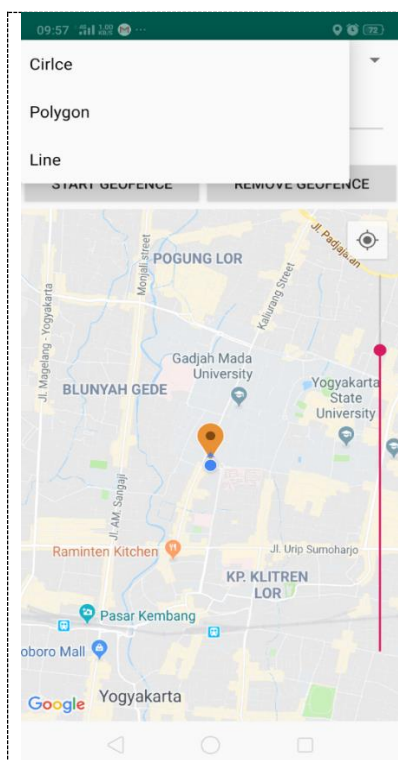 09:57
72
Cirlce
Polygon
Line
START GEOFENCE
REMOVE GEOFENCE
Jl. Padjajaran
Monjali street
POGUNG LOR
Kaliurang Street
Jl. Magelang - Yogyakarta
Gadjah Mada
University
BLUNYAH GEDE
Yogyakarta
State
University
Jl. AM. Sangaji
Raminten Kitchen
Jl. Urip Sumoharjo
KP. KLITREN
LOR
Pasar Kembang
oboro Mall
Google
Yogyakarta